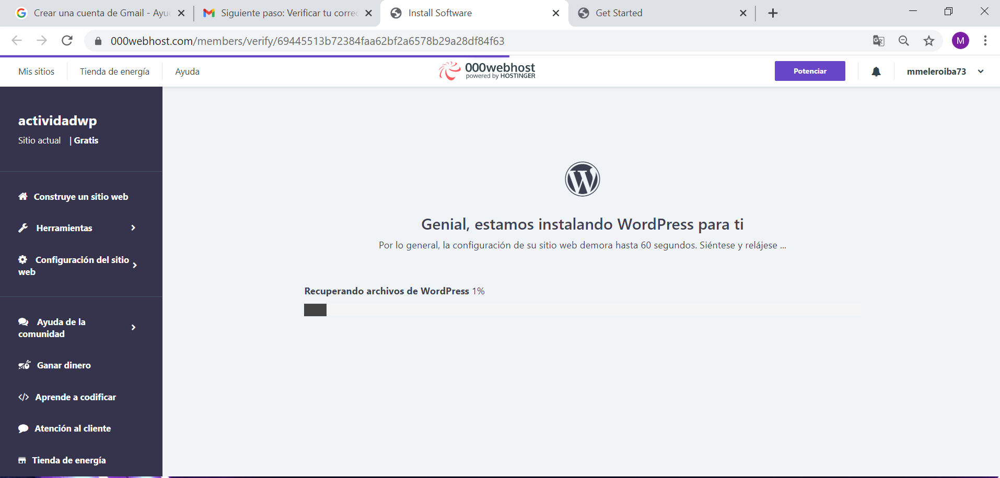 Crear una cuenta de Gmail - Ayu
Siguiente paso: Verificar tu correo
Install Software
Get Started
000webhost.com/members/verify/69445513b72384faa62bf2a6578b29a28df84f63
M
Mis sitios
Tienda de energía
Ayuda
000webhost
powered by HOSTINGER
Potenciar
mmeleroiba73
actividadwp
Sitio actual | Gratis
Construye un sitio web
Herramientas
Configuración del sitio
web
Ayuda de la
comunidad
Ganar dinero
Aprende a codificar
Atención al cliente
Tienda de energía
Genial, estamos instalando WordPress para ti
Por lo general, la configuración de su sitio web demora hasta 60 segundos. Siéntese y relájese ...
Recuperando archivos de WordPress 1%